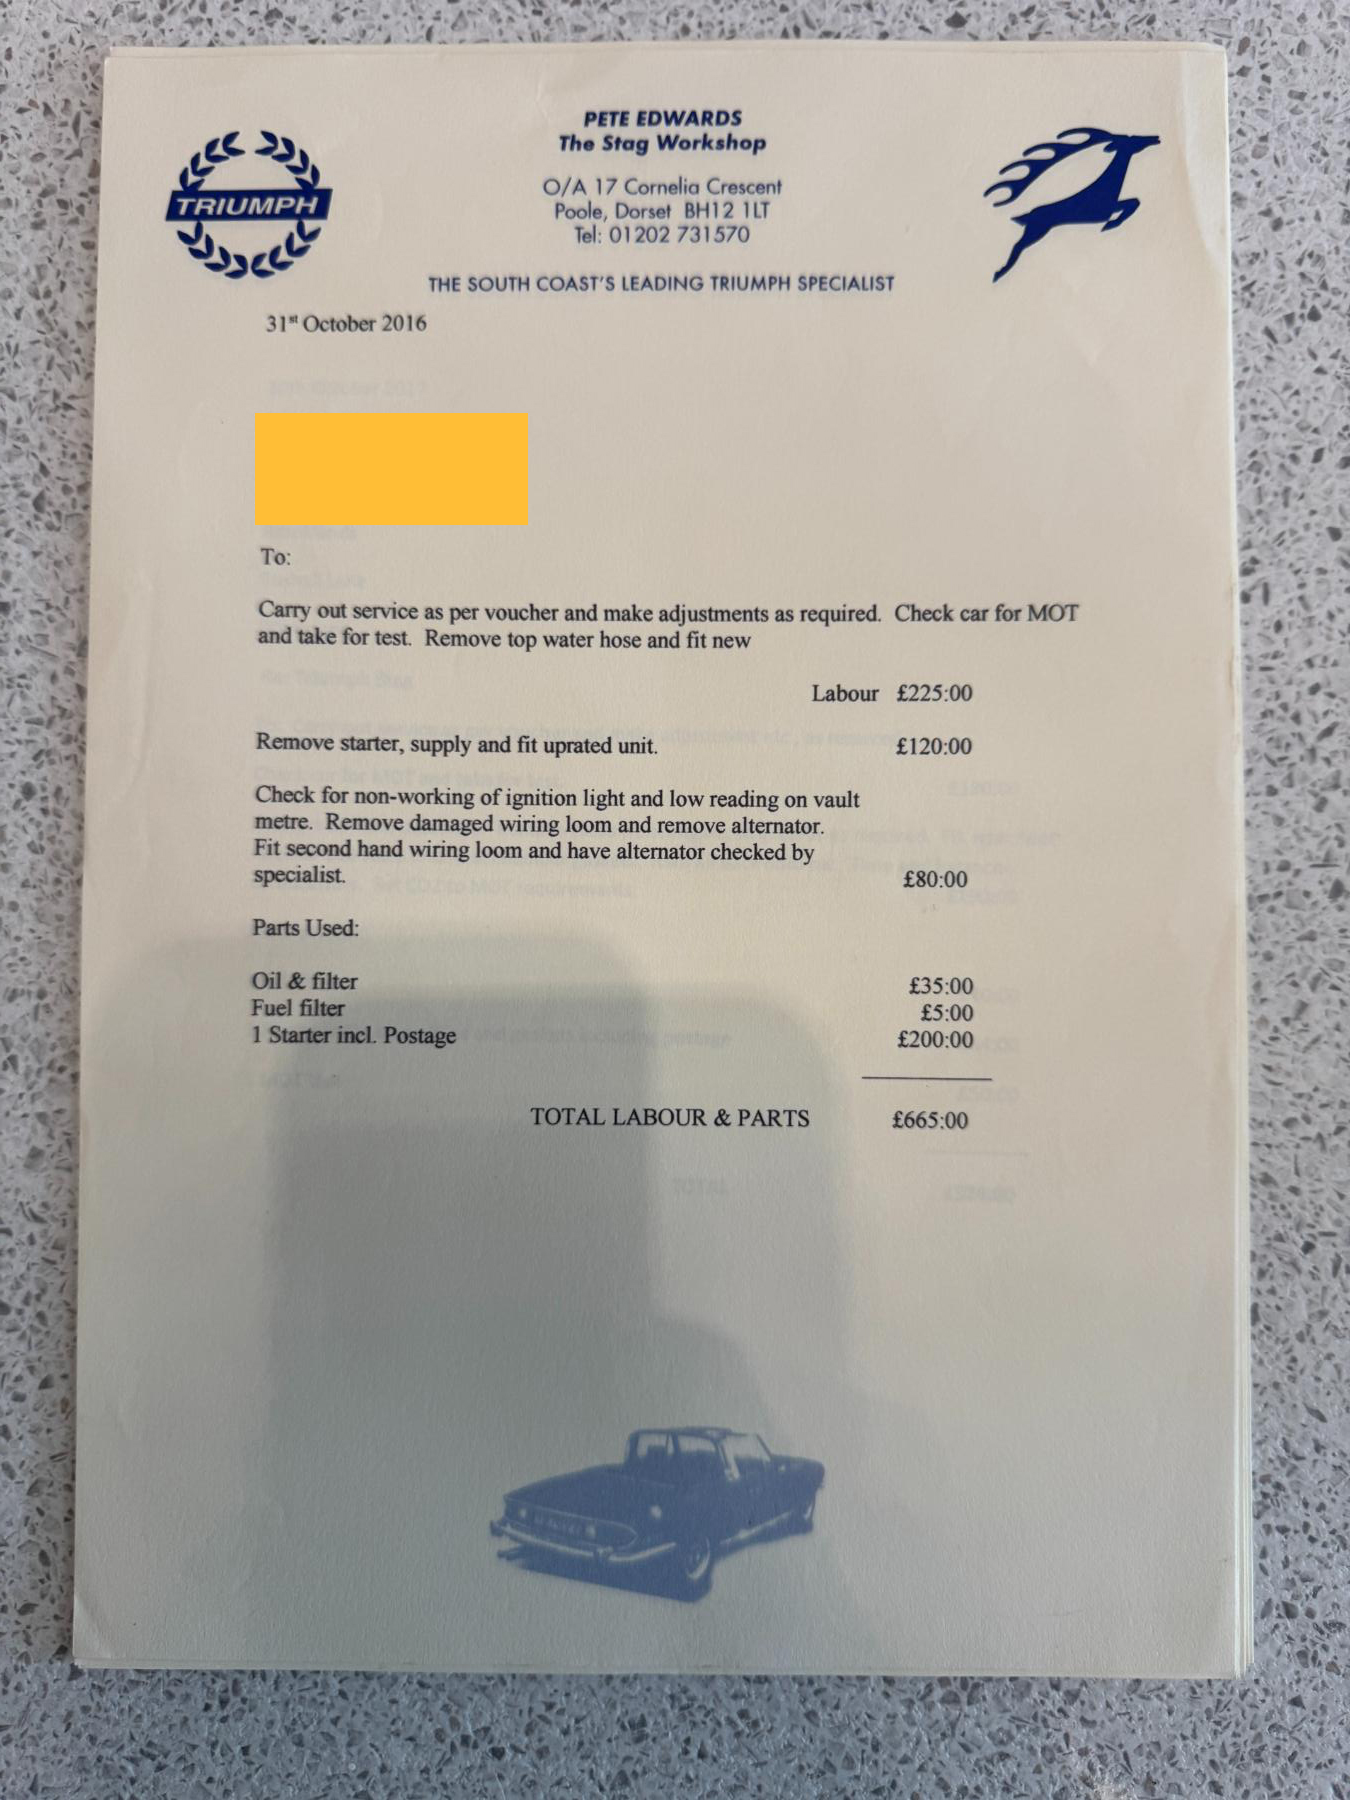 PETE EDWARDS
The Stag Workshop
TRIUMPH
O/A 17 Cornelia Crescent
Poole, Dorset BH12 1LT
Tel: 01202 731570
THE SOUTH COAST'S LEADING TRIUMPH SPECIALIST
31st October 2016
To:
Carry out service as per voucher and make adjustments as required. Check car for MOT
and take for test. Remove top water hose and fit new
Labour £225:00
Remove starter, supply and fit uprated unit. £120:00
Check for non-working of ignition light and low reading on vault
metre. Remove damaged wiring loom and remove alternator.
Fit second hand wiring loom and have alternator checked by
specialist. £80:00
Parts Used:
Oil & filter £35:00
Fuel filter £5:00
1 Starter incl. Postage £200:00
TOTAL LABOUR & PARTS £665:00